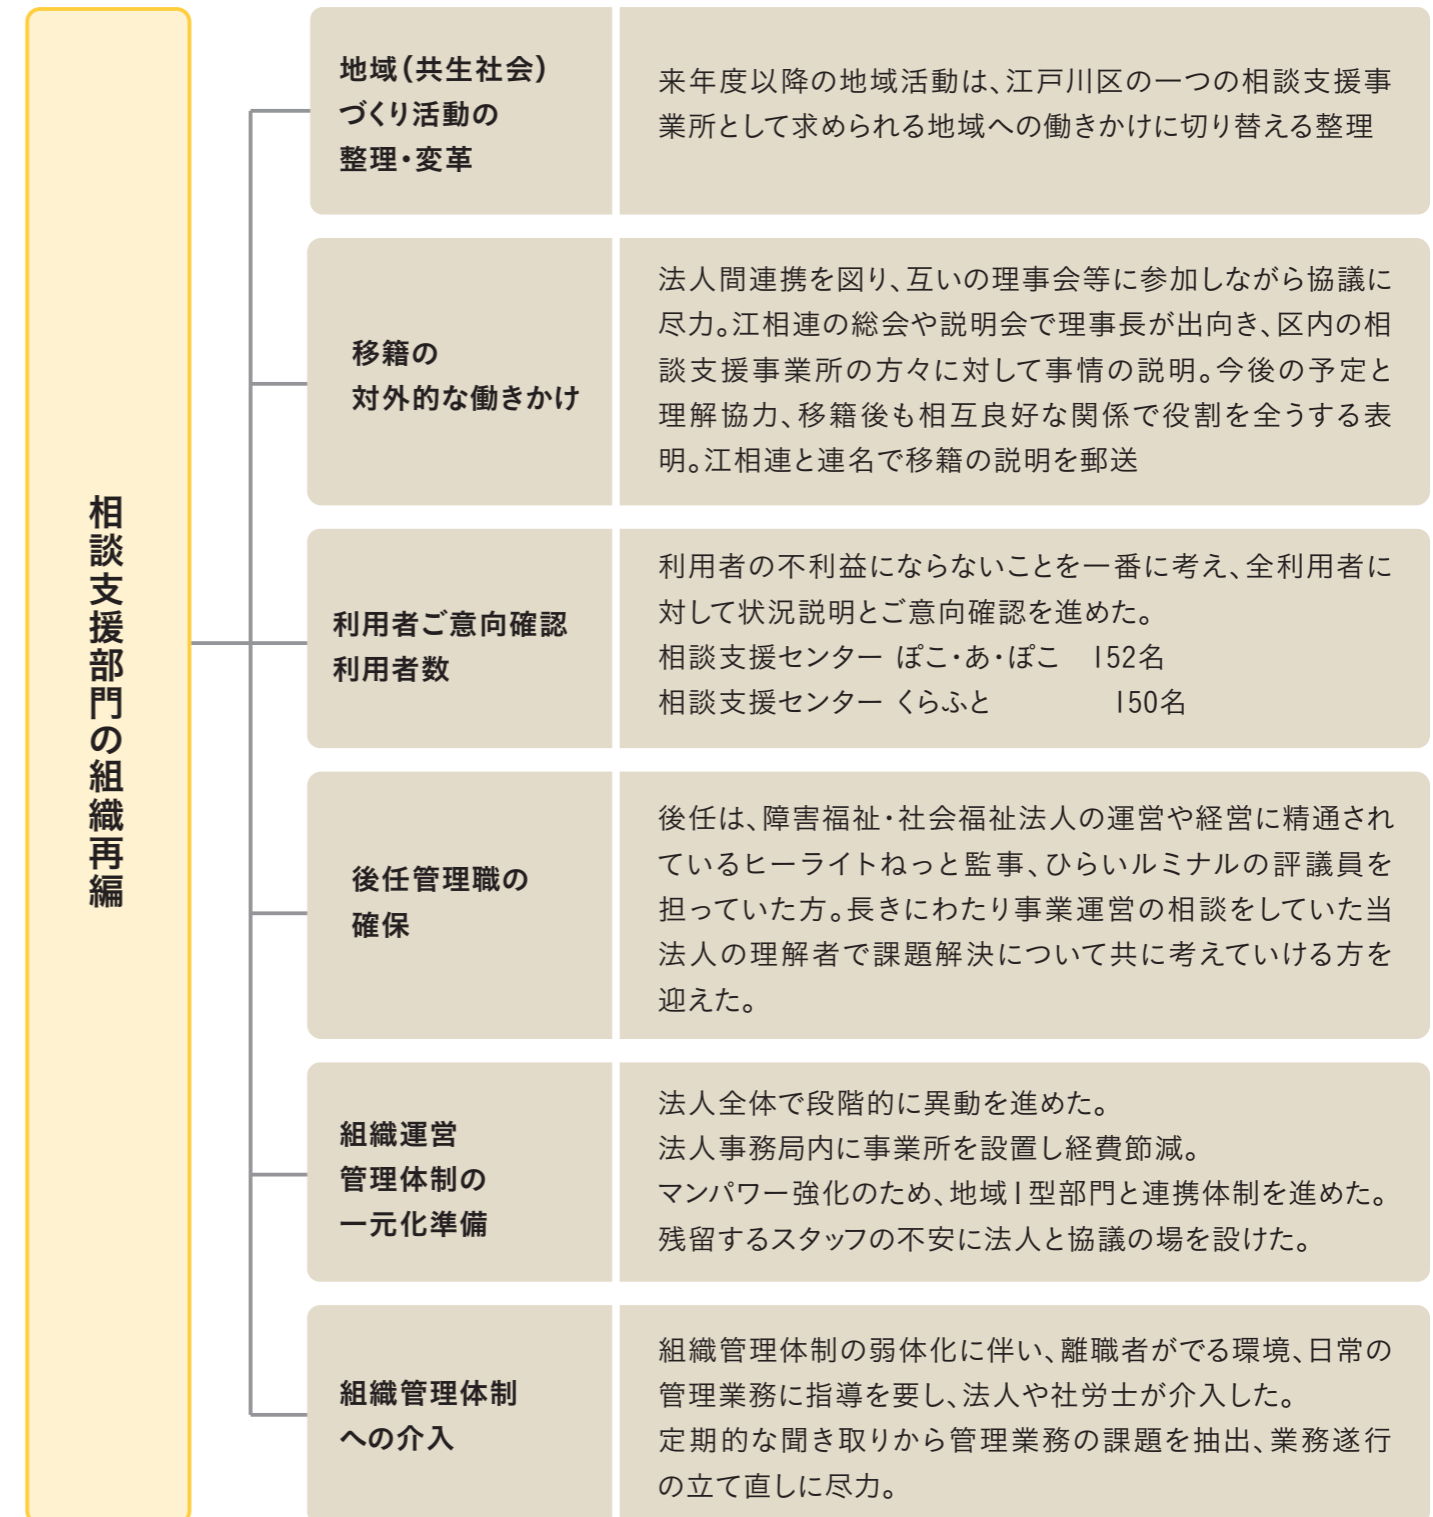 相談支援部門の組織再編
地域(共生社会)
づくり活動の
整理・変革
来年度以降の地域活動は、江戸川区の一つの相談支援事
業所として求められる地域への働きかけに切り替える整理
移籍の
対外的な働きかけ
法人間連携を図り、互いの理事会等に参加しながら協議に
尽力。江相連の総会や説明会で理事長が出向き、区内の相
談支援事業所の方々に対して事情の説明。今後の予定と
理解協力、移籍後も相互良好な関係で役割を全うする表
明。江相連と連名で移籍の説明を郵送
利用者ご意向確認
利用者数
利用者の不利益にならないことを一番に考え、全利用者に
対して状況説明とご意向確認を進めた。
相談支援センター ぽこ・あ・ぽこ 152名
相談支援センター くらふと 150名
後任管理職の
確保
後任は、障害福祉・社会福祉法人の運営や経営に精通され
ているヒーライトねっと監事、ひらいルミナルの評議員を
担っていた方。長きにわたり事業運営の相談をしていた当
法人の理解者で課題解決について共に考えていける方を
迎えた。
組織運営
管理体制の
一元化準備
法人全体で段階的に異動を進めた。
法人事務局内に事業所を設置し経費節減。
マンパワー強化のため、地域1型部門と連携体制を進めた。
残留するスタッフの不安に法人と協議の場を設けた。
組織管理体制
への介入
組織管理体制の弱体化に伴い、離職者がでる環境、日常の
管理業務に指導を要し、法人や社労士が介入した。
定期的な聞き取りから管理業務の課題を抽出、業務遂行
の立て直しに尽力。